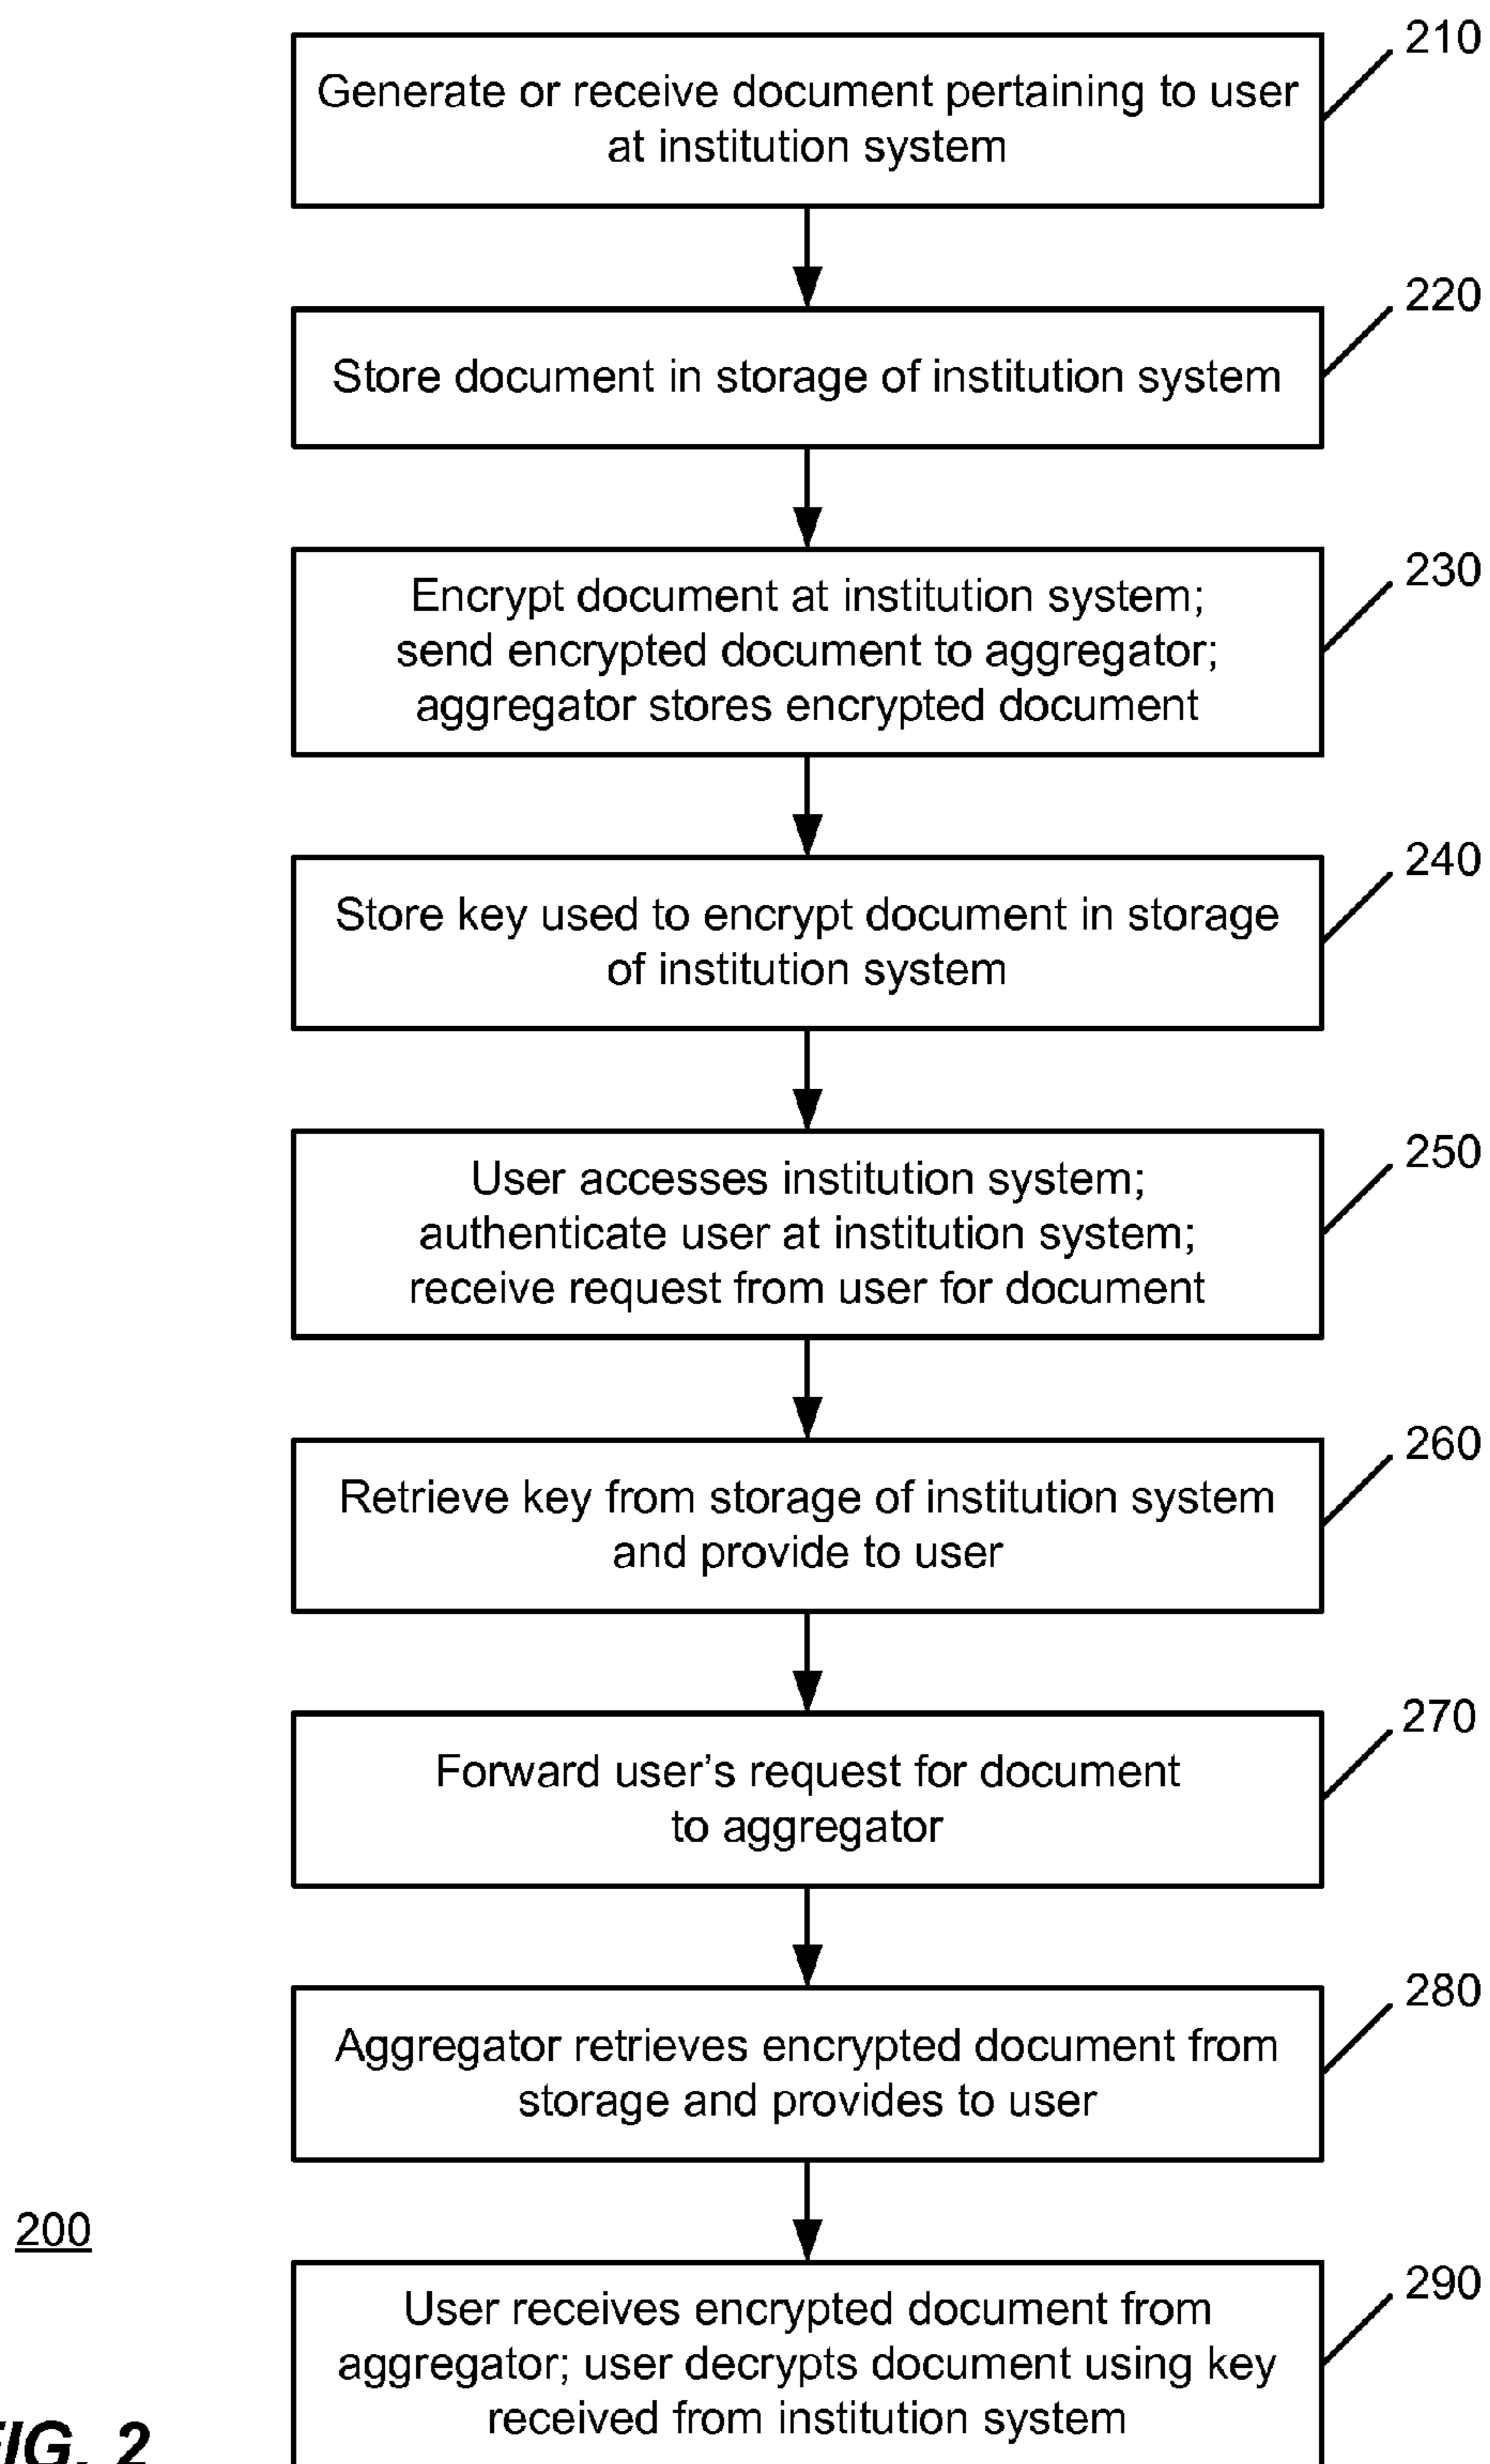 210
Generate or receive document pertaining to user
at institution system
220
Store document in storage of institution system
230
Encrypt document at institution system;
send encrypted document to aggregator;
aggregator stores encrypted document
240
Store key used to encrypt document in storage
of institution system
250
User accesses institution system;
authenticate user at institution system;
receive request from user for document
260
Retrieve key from storage of institution system
and provide to user
270
Forward user’s request for document
to aggregator
280
Aggregator retrieves encrypted document from
storage and provides to user
200
290
User receives encrypted document from
aggregator; user decrypts document using key
received from institution system
FIG. 2